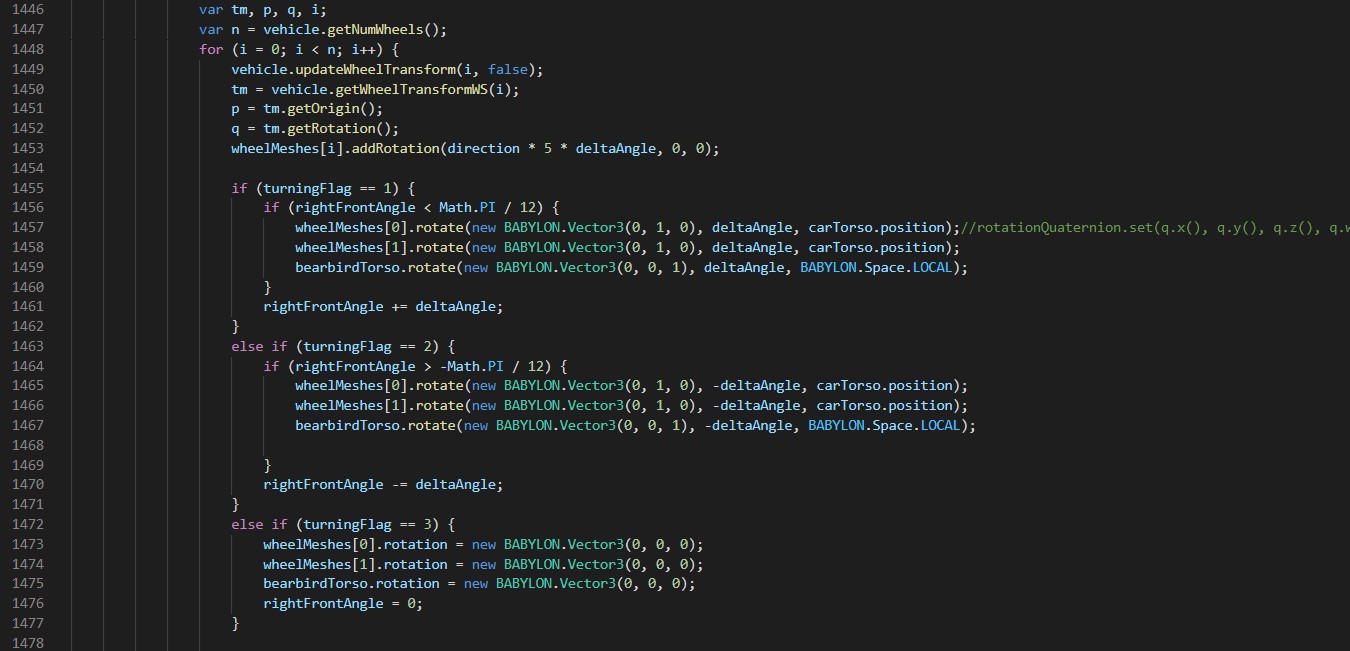 1446 var tm, p, q, i;
1447 var n = vehicle.getNumWheels();
1448 for (i = 0; i < n; i++) {
1449 vehicle.updateWheelTransform(i, false);
1450 tm = vehicle.getWheelTransformWS(i);
1451 p = tm.getOrigin();
1452 q = tm.getRotation();
1453 wheelMeshes[i].addRotation(direction * 5 * deltaAngle, 0, 0);
1454
1455 if (turningFlag == 1) {
1456 if (rightFrontAngle < Math.PI / 12) {
1457 wheelMeshes[0].rotate(new BABYLON.Vector3(0, 1, 0), deltaAngle, carTorso.position);//rotationQuaternion.set(q.x(), q.y(), q.z(), q.w
1458 wheelMeshes[1].rotate(new BABYLON.Vector3(0, 1, 0), deltaAngle, carTorso.position);
1459 bearbirdTorso.rotate(new BABYLON.Vector3(0, 0, 1), deltaAngle, BABYLON.Space.LOCAL);
1460 }
1461 rightFrontAngle += deltaAngle;
1462 }
1463 else if (turningFlag == 2) {
1464 if (rightFrontAngle > -Math.PI / 12) {
1465 wheelMeshes[0].rotate(new BABYLON.Vector3(0, 1, 0), -deltaAngle, carTorso.position);
1466 wheelMeshes[1].rotate(new BABYLON.Vector3(0, 1, 0), -deltaAngle, carTorso.position);
1467 bearbirdTorso.rotate(new BABYLON.Vector3(0, 0, 1), -deltaAngle, BABYLON.Space.LOCAL);
1468
1469 }
1470 rightFrontAngle -= deltaAngle;
1471 }
1472 else if (turningFlag == 3) {
1473 wheelMeshes[0].rotation = new BABYLON.Vector3(0, 0, 0);
1474 wheelMeshes[1].rotation = new BABYLON.Vector3(0, 0, 0);
1475 bearbirdTorso.rotation = new BABYLON.Vector3(0, 0, 0);
1476 rightFrontAngle = 0;
1477 }
1478